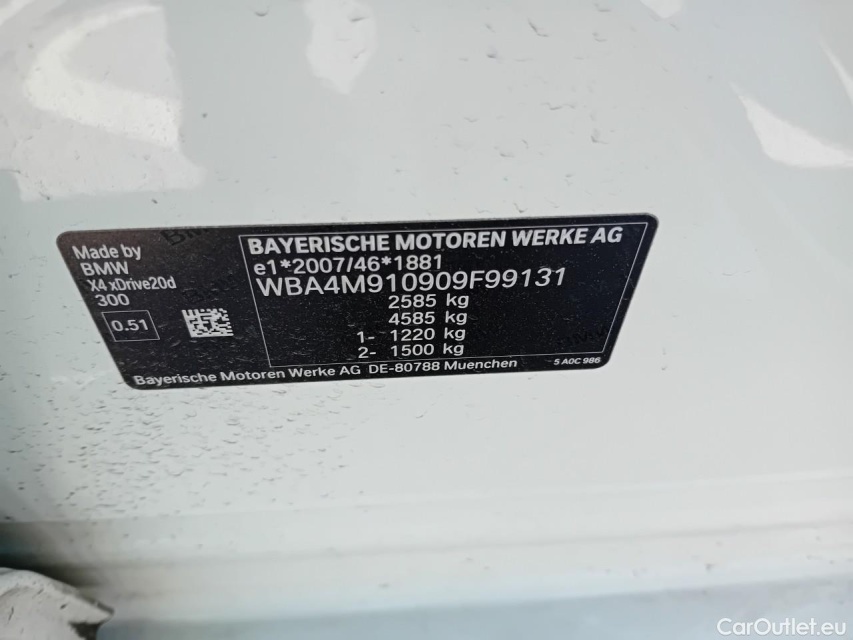 Made by
BMW
X4 xDrive20d
300
0.51
BAYERISCHE MOTOREN WERKE AG
e1*2007/46*1881
WBA4M910909F99131
2585 kg
4585 kg
1- 1220 kg
2- 1500 kg
Bayerische Motoren Werke AG DE-80788 Muenchen
5 A0C 986
CarOutlet.eu